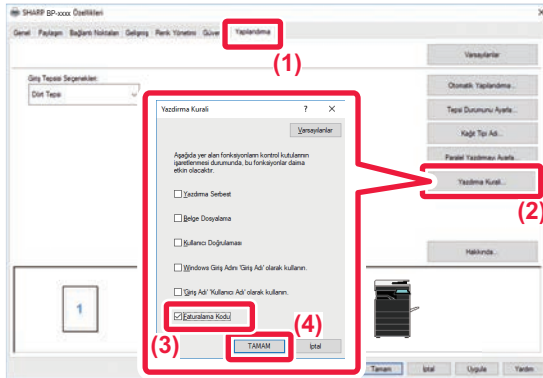 SHARP BP-xxxx Özellikleri
Genel Paylaşım Bağlantı Noktaları Gelişmiş Renk Yönetimi Güvenlik Yapılandırma
(1)
Varsayılanlar
Giriş Tepsisi Seçenekleri:
Dört Tepsi
Otomatik Yapılandırma...
Tepsi Durumunu Ayarla...
Kağıt Tipi Adı...
Paralel Yazdırmayı Ayarla...
Yazdırma Kuralı...
(2)
Hakkında...
Yazdirma Kurali
? ×
Varsayılanlar
Aşağıda yer alan fonksiyonların kontrol kutularının
işaretlenmesi durumunda, bu fonksiyonlar daima
etkin olacaktır.
Yazdırma Serbest
Belge Dosyalama
Kullanıcı Doğrulaması
Windows Giriş Adını 'Giriş Adı' olarak kullanın.
'Giriş Adı' 'Kullanıcı Adı' olarak kullanın.
Faturalama Kodu
(3)
(4)
TAMAM
İptal
1
Tamam İptal Uygula Yardım